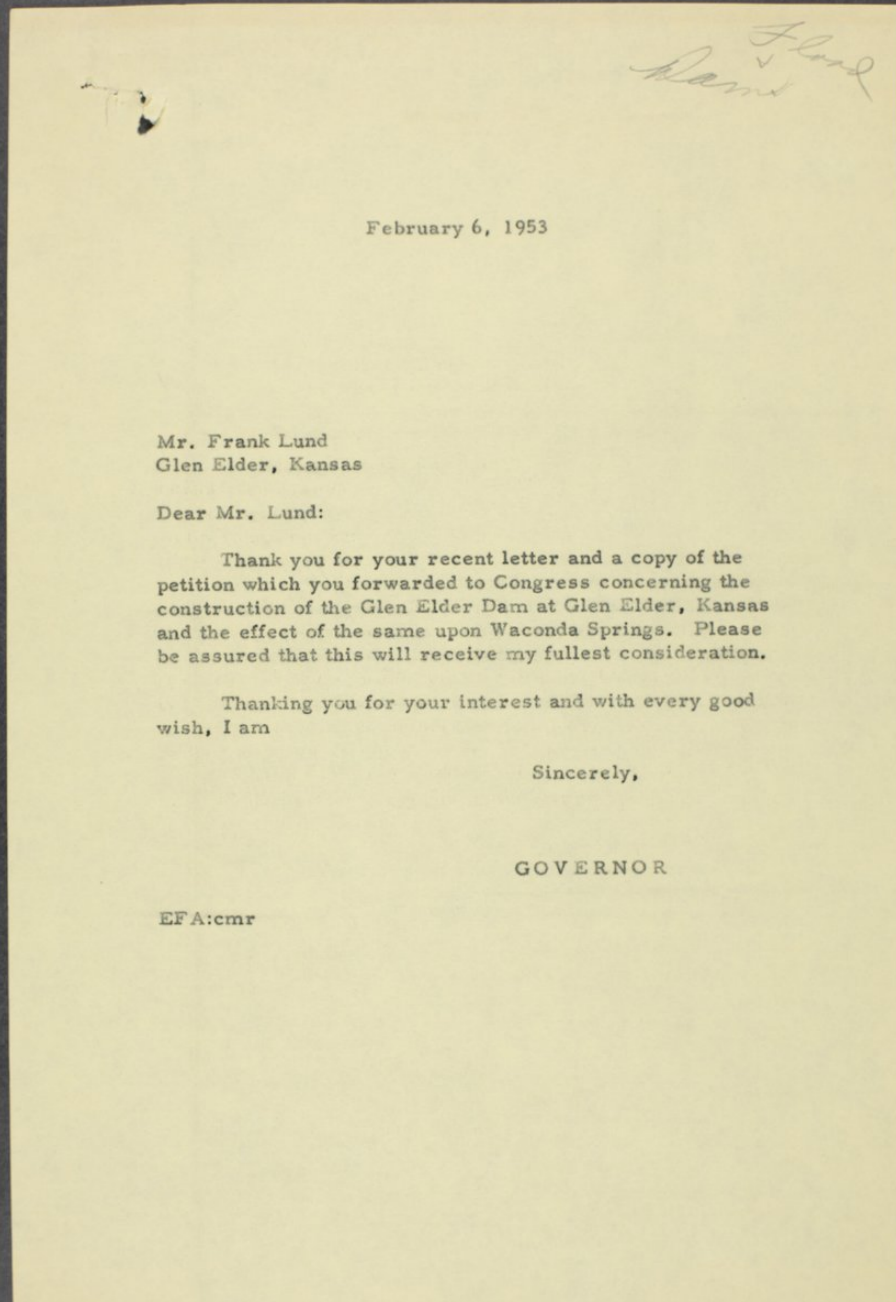 Flood
Dams
February 6, 1953
Mr. Frank Lund
Glen Elder, Kansas
Dear Mr. Lund:
Thank you for your recent letter and a copy of the
petition which you forwarded to Congress concerning the
construction of the Glen Elder Dam at Glen Elder, Kansas
and the effect of the same upon Waconda Springs. Please
be assured that this will receive my fullest consideration.
Thanking you for your interest and with every good
wish, I am
Sincerely,
GOVERNOR
EFA:cmr